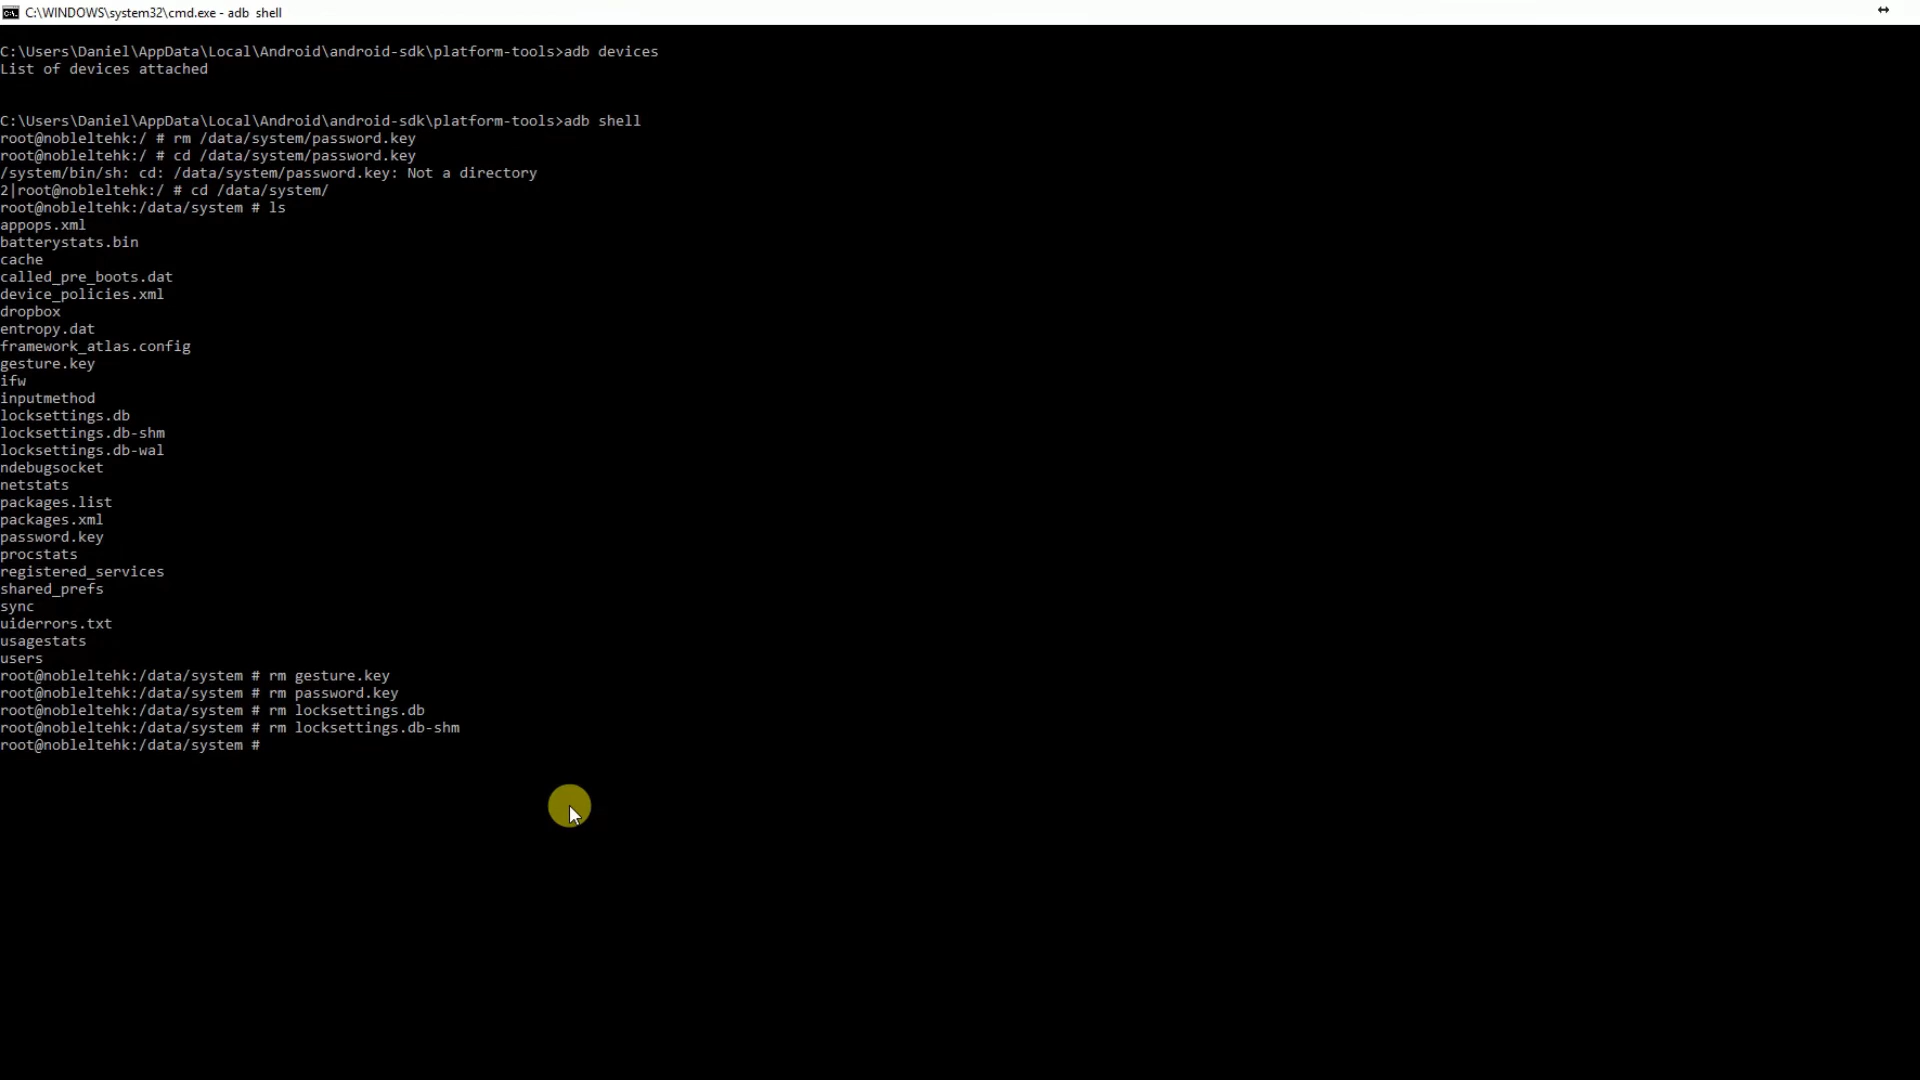 C:\WINDOWS\system32\cmd.exe - adb  shell
C:\Users\Daniel\AppData\Local\Android\android-sdk\platform-tools>adb devices
List of devices attached
C:\Users\Daniel\AppData\Local\Android\android-sdk\platform-tools>adb shell
root@nobleltehk:/ # rm /data/system/password.key
root@nobleltehk:/ # cd /data/system/password.key
/system/bin/sh: cd: /data/system/password.key: Not a directory
2|root@nobleltehk:/ # cd /data/system/
root@nobleltehk:/data/system # ls
appops.xml
batterystats.bin
cache
called_pre_boots.dat
device_policies.xml
dropbox
entropy.dat
framework_atlas.config
gesture.key
ifw
inputmethod
locksettings.db
locksettings.db-shm
locksettings.db-wal
ndebugsocket
netstats
packages.list
packages.xml
password.key
procstats
registered_services
shared_prefs
sync
uiderrors.txt
usagestats
users
root@nobleltehk:/data/system # rm gesture.key
root@nobleltehk:/data/system # rm password.key
root@nobleltehk:/data/system # rm locksettings.db
root@nobleltehk:/data/system # rm locksettings.db-shm
root@nobleltehk:/data/system #